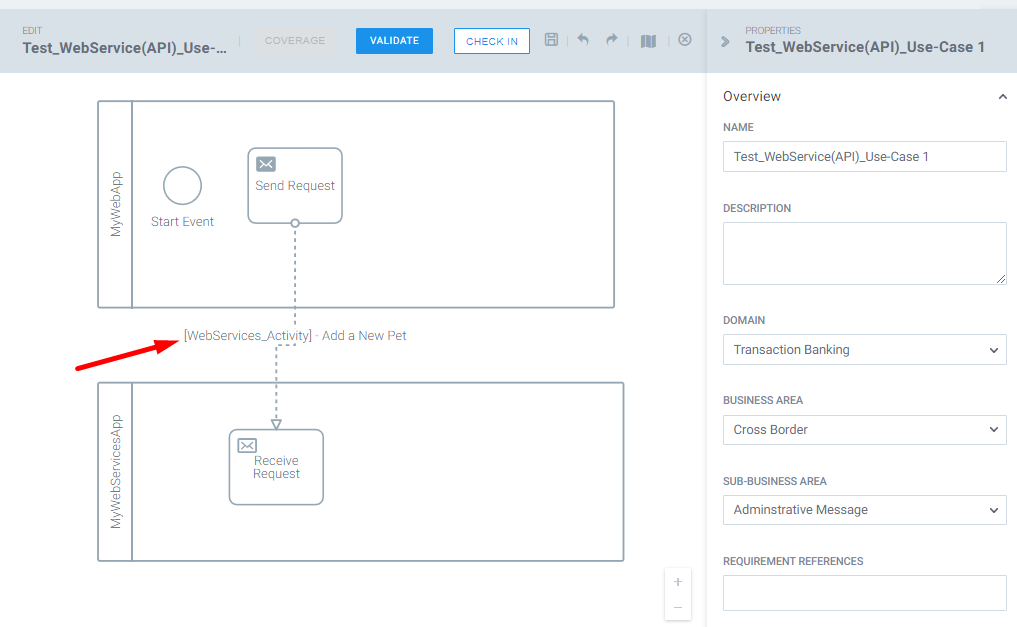 EDIT
Test_WebService(API)_Use-...
COVERAGE
VALIDATE
CHECK IN
PROPERTIES
Test_WebService(API)_Use-Case 1
MyWebApp
Start Event
Send Request
[WebServices_Activity] - Add a New Pet
MyWebServicesApp
Receive
Request
+
−
Overview
NAME
Test_WebService(API)_Use-Case 1
DESCRIPTION
DOMAIN
Transaction Banking
BUSINESS AREA
Cross Border
SUB-BUSINESS AREA
Adminstrative Message
REQUIREMENT REFERENCES